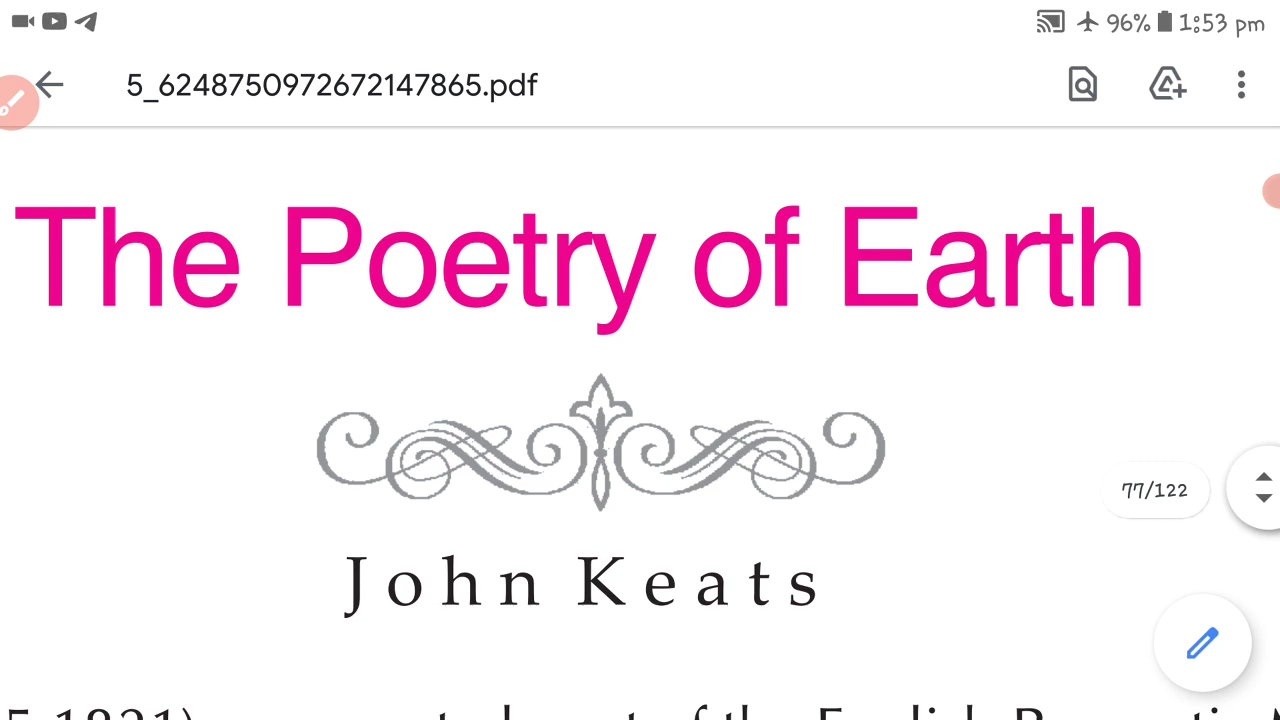 96% 1:53 pm
5_6248750972672147865.pdf
The Poetry of Earth
77/122
John Keats